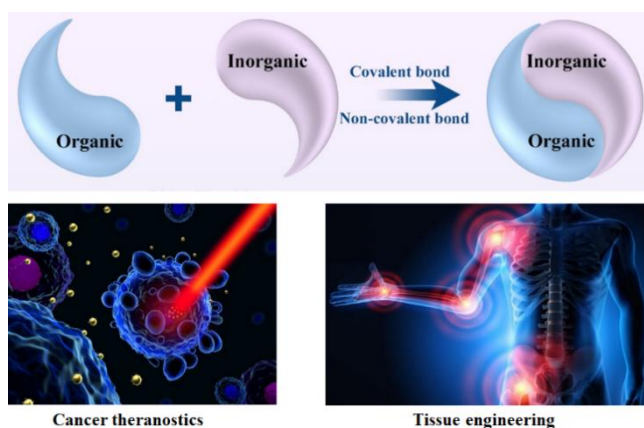 Organic
+
Inorganic
Covalent bond
Non-covalent bond
Inorganic
Organic
Cancer theranostics
Tissue engineering